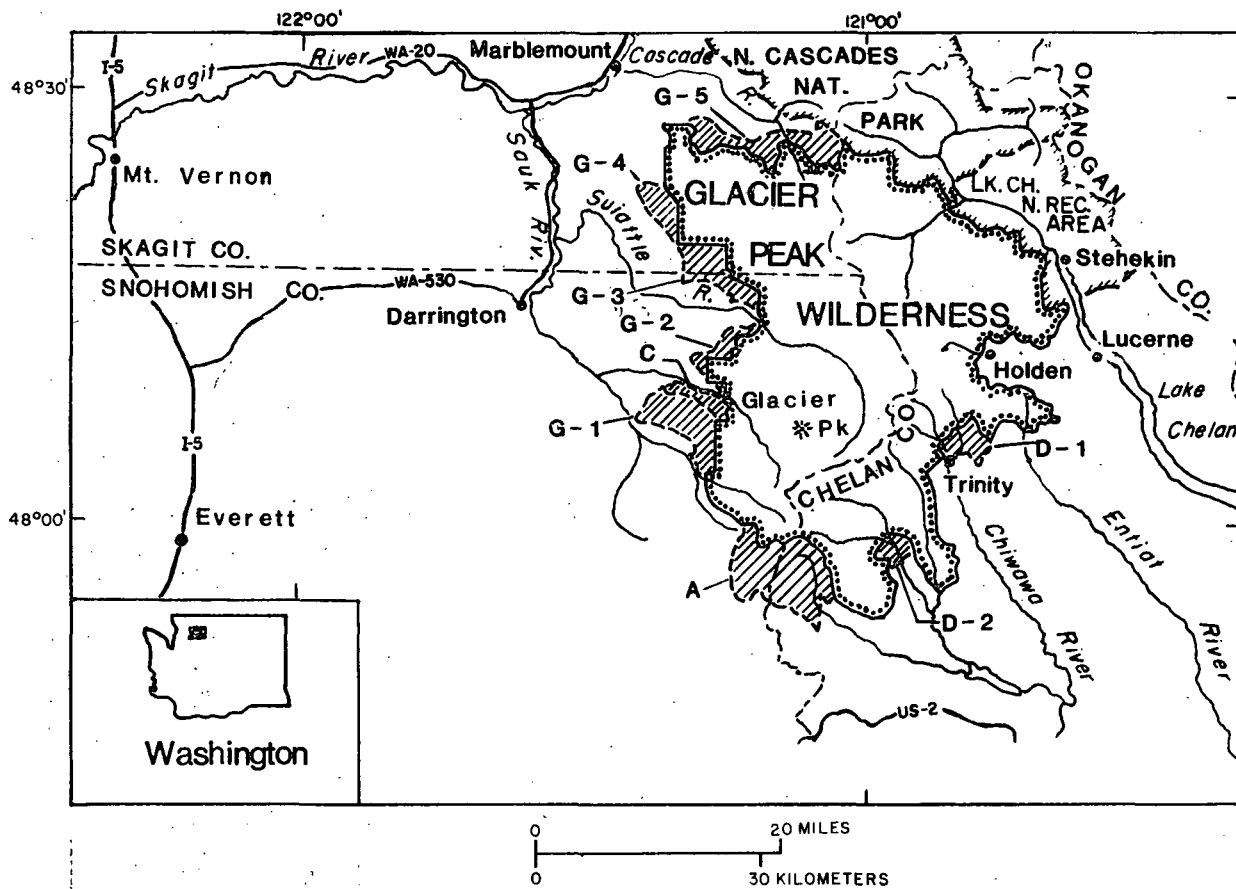 122°00'
121°00'
48°30'
48°00'
I-5
Skagit River
WA-20
Marblemount
Cascade R.
N. CASCADES
NAT.
PARK
OKANOGAN CO.
G-5
G-4
Mt. Vernon
Sauk Riv.
Suiattle R.
GLACIER
PEAK
WILDERNESS
LK. CH.
N. REC.
AREA
Stehekin
SKAGIT CO.
SNOHOMISH CO.
WA-530
Darrington
G-3
G-2
C
G-1
Lucerne
Holden
Lake
Chelan
Glacier
Pk
CHELAN CO.
D-1
Trinity
I-5
Everett
A
D-2
Chiwawa River
Entiat River
US-2
Washington
0 20 MILES
0 30 KILOMETERS